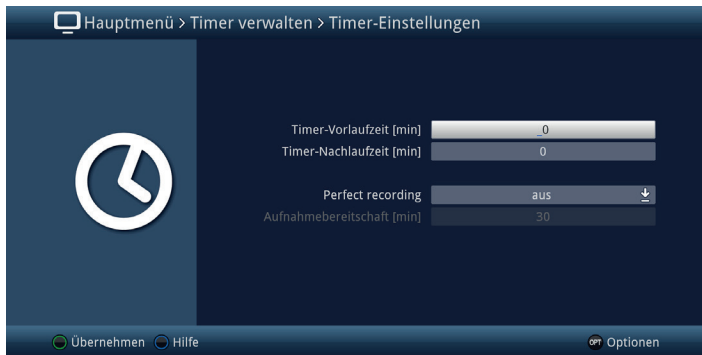 Hauptmenü > Timer verwalten > Timer-Einstellungen
Timer-Vorlaufzeit [min] _0
Timer-Nachlaufzeit [min] 0
Perfect recording aus
Aufnahmebereitschaft [min] 30
Übernehmen Hilfe OPT Optionen